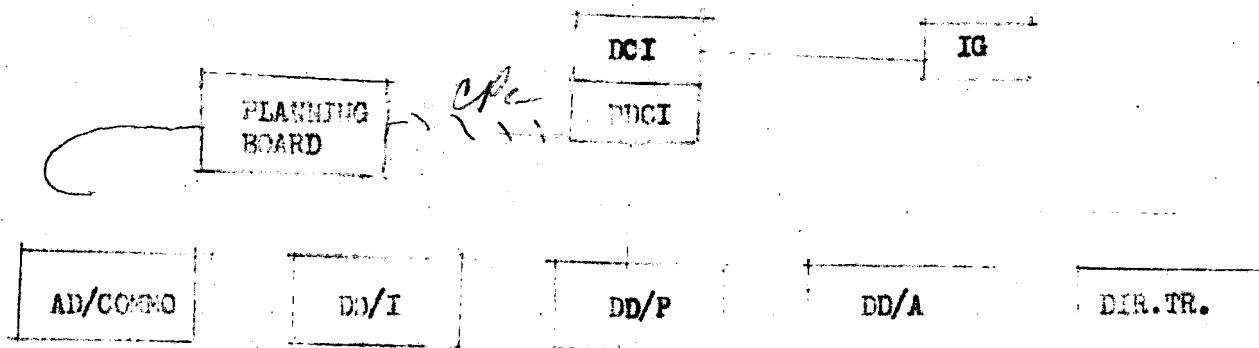 DCI
IG
PLANNING
BOARD
DDCI
AD/COMMO
DD/I
DD/P
DD/A
DIR.TR.